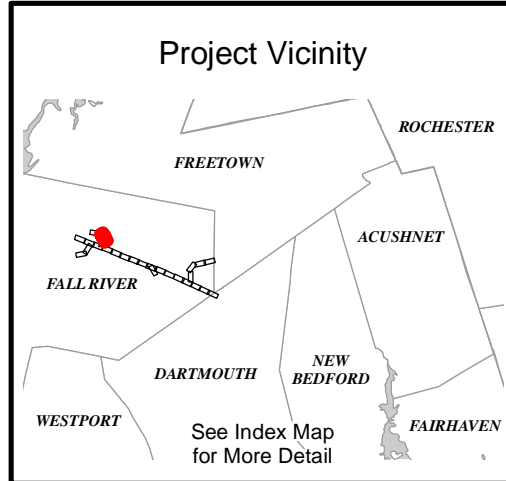 Project Vicinity
ROCHESTER
FREETOWN
ACUSHNET
FALL RIVER
NEW
BEDFORD
DARTMOUTH
WESTPORT
FAIRHAVEN
See Index Map
for More Detail